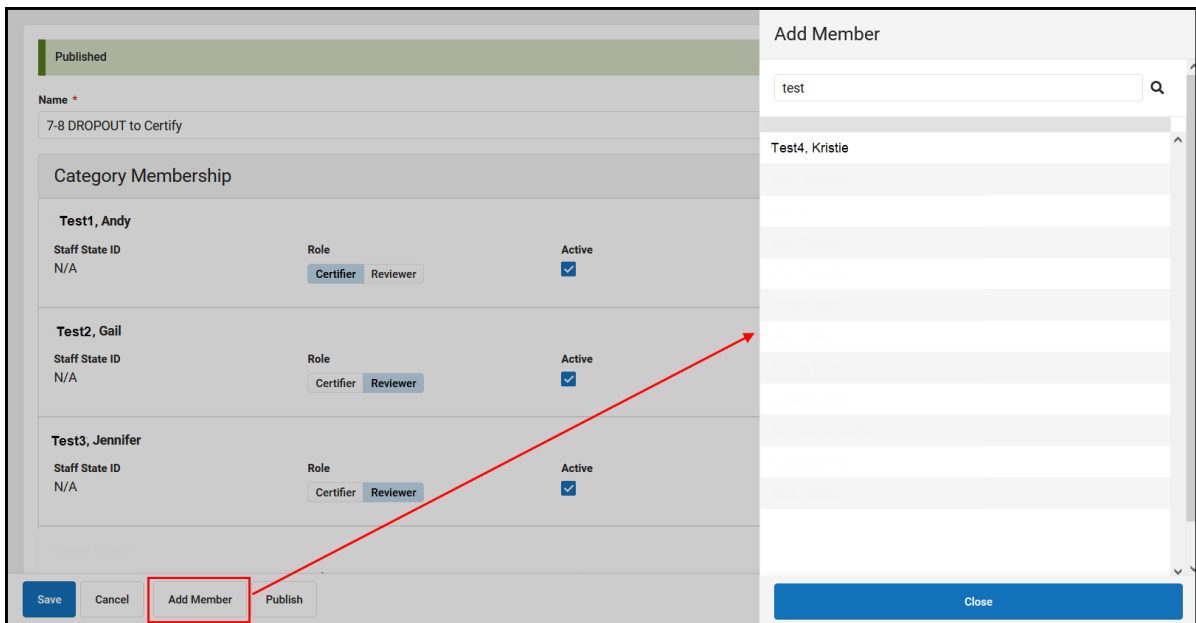 Published
Name *
7-8 DROPOUT to Certify
Category Membership
Test1, Andy
Staff State ID
Role
Active
N/A
Certifier
Reviewer
Test2, Gail
Staff State ID
Role
Active
N/A
Certifier
Reviewer
Test3, Jennifer
Staff State ID
Role
Active
N/A
Certifier
Reviewer
Save
Cancel
Add Member
Publish
Add Member
test
Test4, Kristie
Close